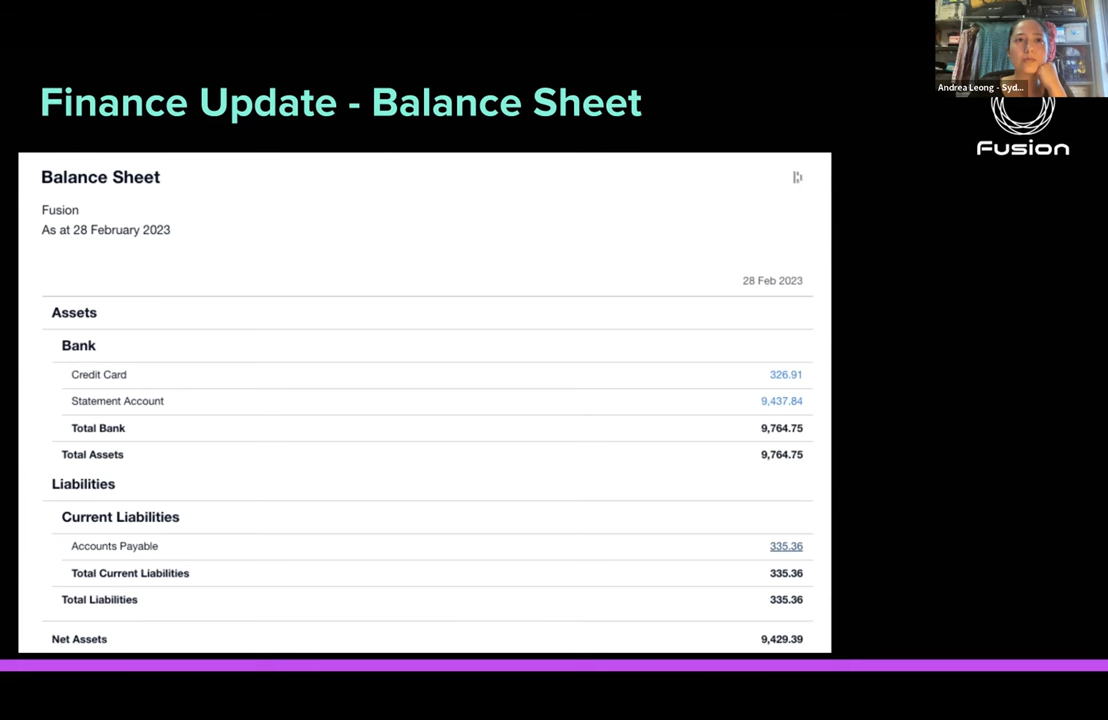 Finance Update - Balance Sheet
Andrea Leong - Syd...
Fusion
Balance Sheet
Fusion
As at 28 February 2023
28 Feb 2023
Assets
Bank
Credit Card 326.91
Statement Account 9,437.84
Total Bank 9,764.75
Total Assets 9,764.75
Liabilities
Current Liabilities
Accounts Payable 335.36
Total Current Liabilities 335.36
Total Liabilities 335.36
Net Assets 9,429.39